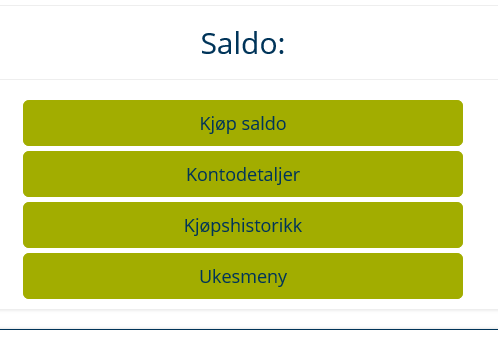 Saldo:
Kjøp saldo
Kontodetaljer
Kjøpshistorikk
Ukesmeny